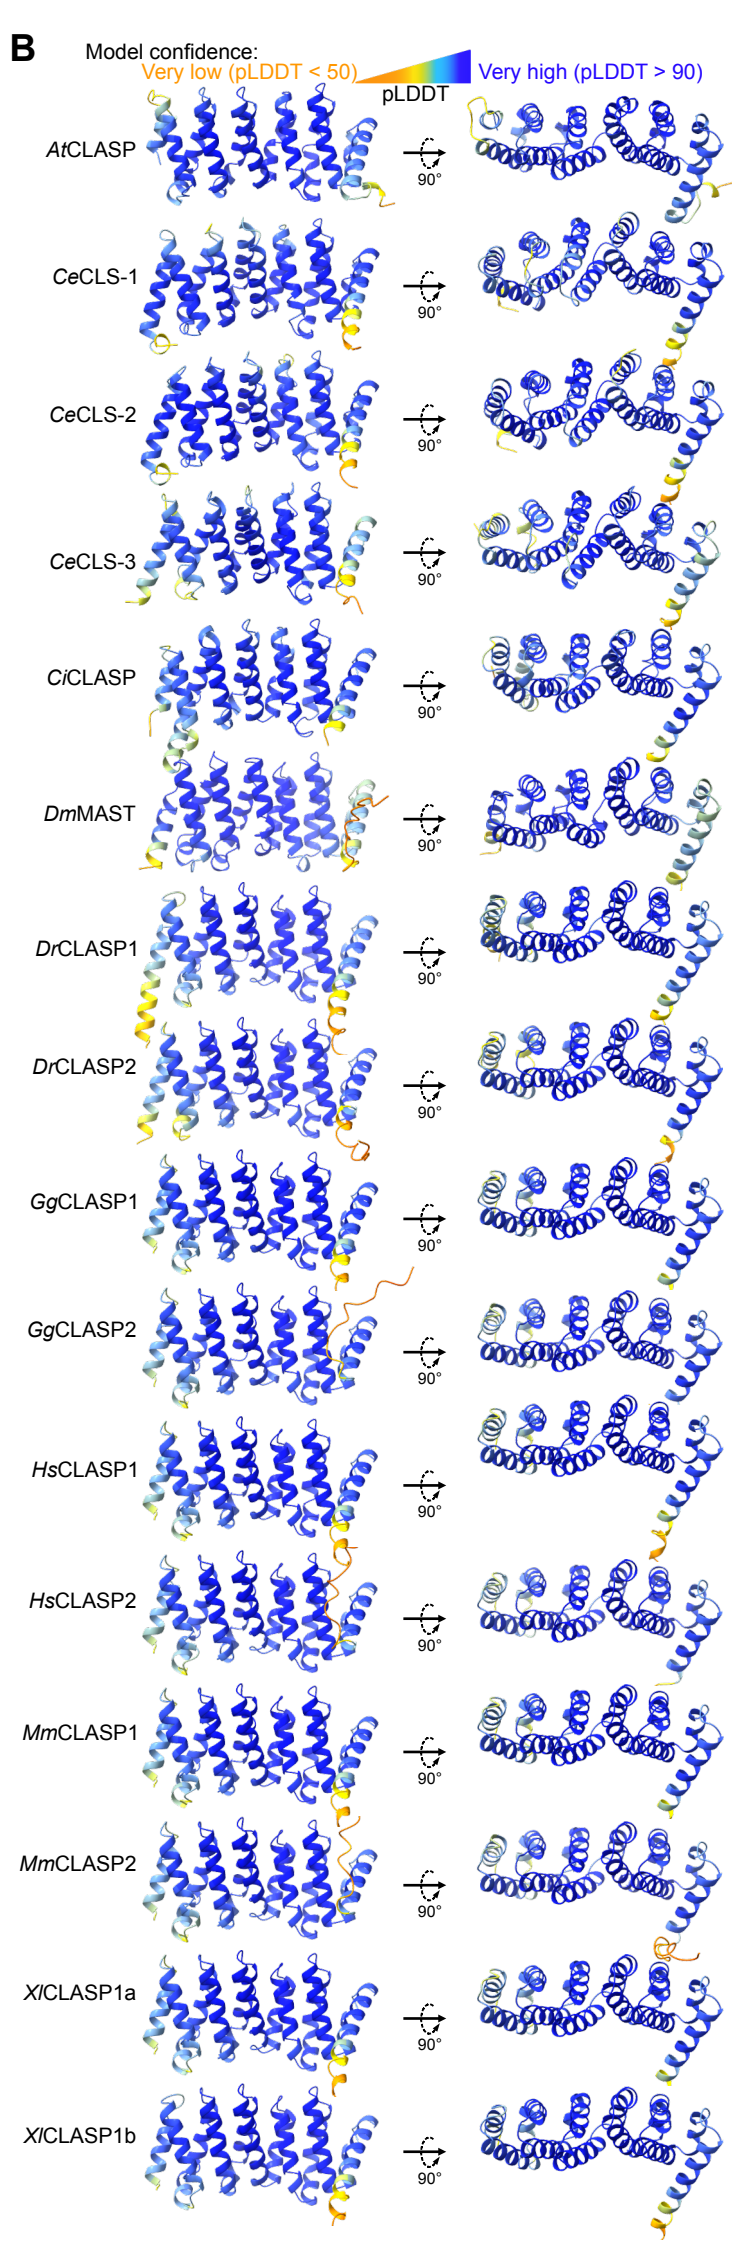 B
Model confidence:
Very low (pLDDT < 50)
Very high (pLDDT > 90)
pLDDT
AtCLASP
90°
CeCLS-1
90°
CeCLS-2
90°
CeCLS-3
90°
CiCLASP
90°
DmMAST
90°
DrCLASP1
90°
DrCLASP2
90°
GgCLASP1
90°
GgCLASP2
90°
HsCLASP1
90°
HsCLASP2
90°
MmCLASP1
90°
MmCLASP2
90°
XlCLASP1a
90°
XlCLASP1b
90°